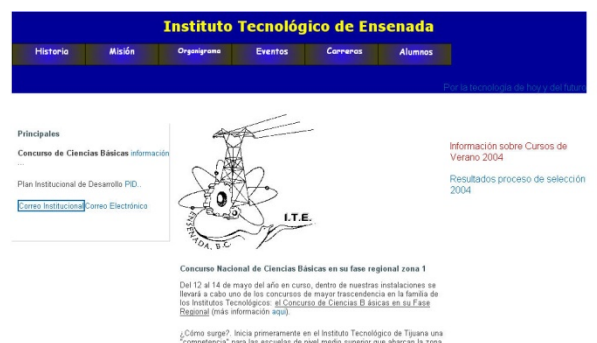 Instituto Tecnológico de Ensenada
Historia Misión Organigrama Eventos Carreras Alumnos
Por la tecnología de hoy y del futuro
Principales
Concurso de Ciencias Básicas información
...
Plan Institucional de Desarrollo PID..
Correo Institucional Correo Electrónico
I.T.E.
ENSENADA, B.C.
Información sobre Cursos de
Verano 2004
Resultados proceso de selección
2004
Concurso Nacional de Ciencias Básicas en su fase regional zona 1
Del 12 al 14 de mayo del año en curso, dentro de nuestras instalaciones se
llevará a cabo uno de los concursos de mayor trascendencia en la familia de
los Institutos Tecnológicos: el Concurso de Ciencias B ásicas en su Fase
Regional (más información aquí).
¿Cómo surge?. Inicia primeramente en el Instituto Tecnológico de Tijuana una
"competencia" para las escuelas de nivel medio superior que abarcan la zona